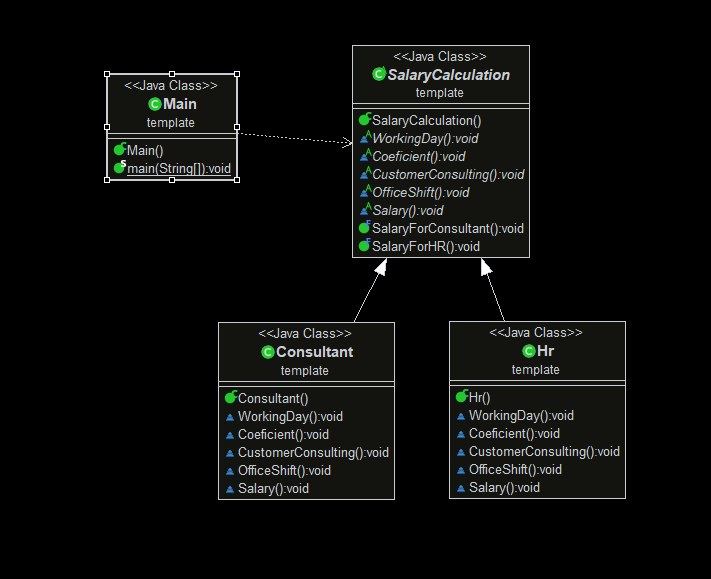 <<Java Class>>
Main
template
Main()
main(String[]):void
<<Java Class>>
SalaryCalculation
template
SalaryCalculation()
WorkingDay():void
Coeficient():void
CustomerConsulting():void
OfficeShift():void
Salary():void
SalaryForConsultant():void
SalaryForHR():void
<<Java Class>>
Consultant
template
Consultant()
WorkingDay():void
Coeficient():void
CustomerConsulting():void
OfficeShift():void
Salary():void
<<Java Class>>
Hr
template
Hr()
WorkingDay():void
Coeficient():void
CustomerConsulting():void
OfficeShift():void
Salary():void